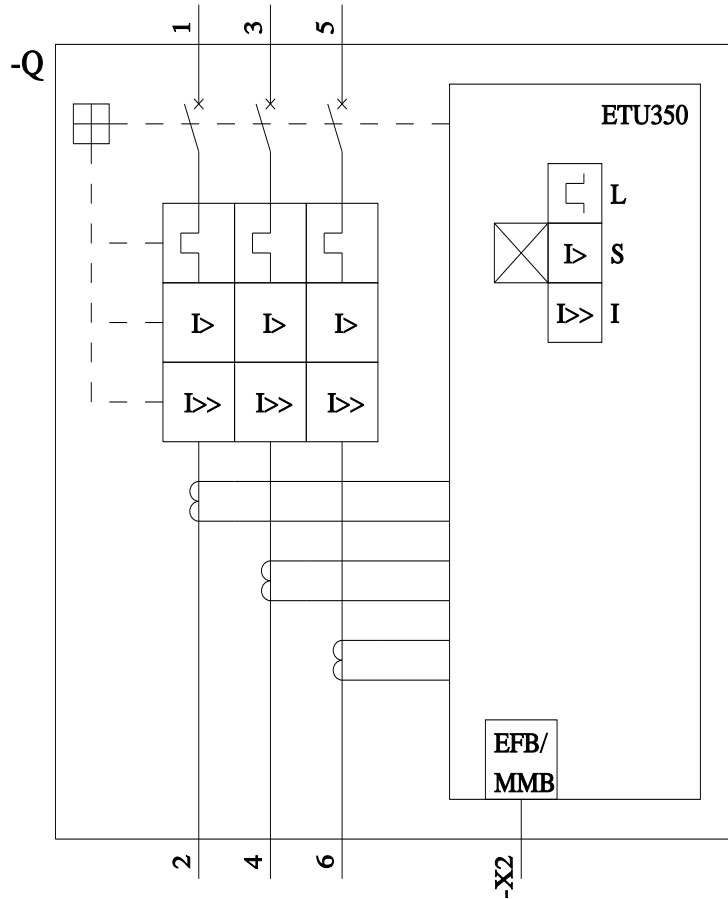 1 3 5
-Q
ETU350
L
I> S
I>> I
I> I> I>
I>> I>> I>>
EFB/
MMB
2 4 6 -X2